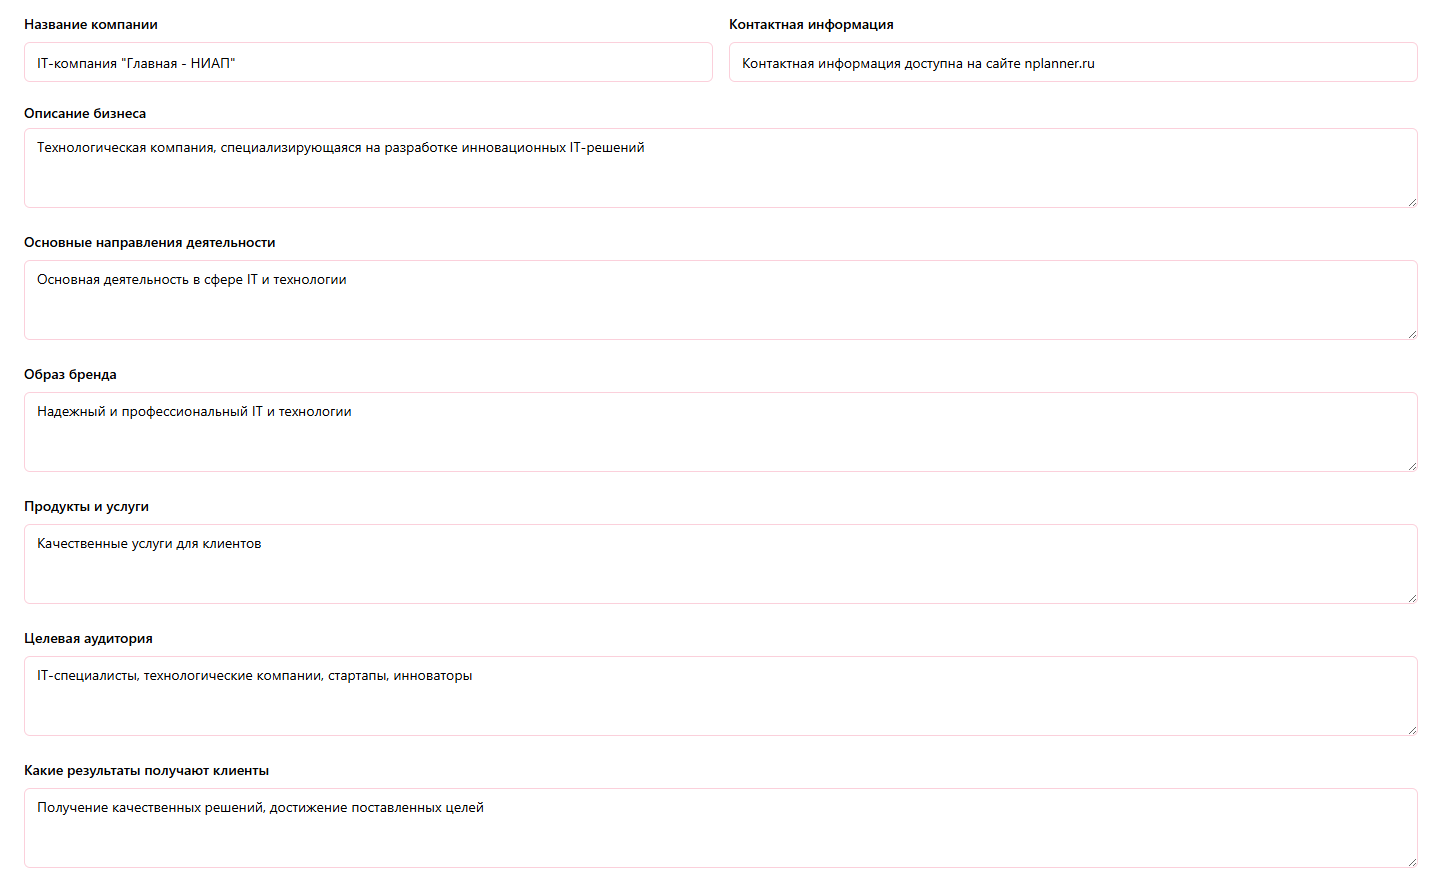 Название компании
Контактная информация
IT-компания "Главная - НИАП"
Контактная информация доступна на сайте nplanner.ru
Описание бизнеса
Технологическая компания, специализирующаяся на разработке инновационных IT-решений
Основные направления деятельности
Основная деятельность в сфере IT и технологии
Образ бренда
Надежный и профессиональный IT и технологии
Продукты и услуги
Качественные услуги для клиентов
Целевая аудитория
IT-специалисты, технологические компании, стартапы, инноваторы
Какие результаты получают клиенты
Получение качественных решений, достижение поставленных целей